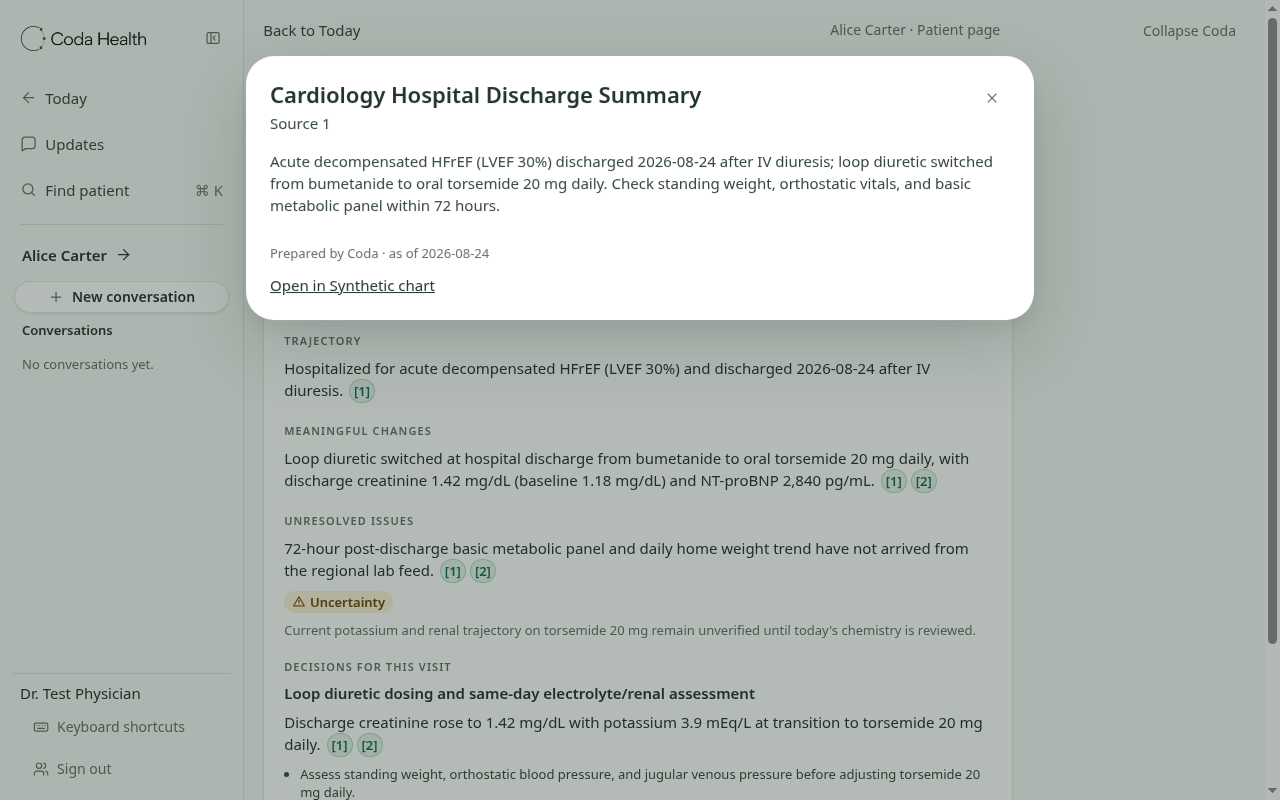 Coda Health
Today
Updates
Find patient ⌘ K
Alice Carter
New conversation
Conversations
No conversations yet.
Dr. Test Physician
Keyboard shortcuts
Sign out
Back to Today
Alice Carter · Patient page
Collapse Coda
Cardiology Hospital Discharge Summary
Source 1
Acute decompensated HFrEF (LVEF 30%) discharged 2026-08-24 after IV diuresis; loop diuretic switched
from bumetanide to oral torsemide 20 mg daily. Check standing weight, orthostatic vitals, and basic
metabolic panel within 72 hours.
Prepared by Coda · as of 2026-08-24
Open in Synthetic chart
TRAJECTORY
Hospitalized for acute decompensated HFrEF (LVEF 30%) and discharged 2026-08-24 after IV
diuresis. [1]
MEANINGFUL CHANGES
Loop diuretic switched at hospital discharge from bumetanide to oral torsemide 20 mg daily, with
discharge creatinine 1.42 mg/dL (baseline 1.18 mg/dL) and NT-proBNP 2,840 pg/mL. [1] [2]
UNRESOLVED ISSUES
72-hour post-discharge basic metabolic panel and daily home weight trend have not arrived from
the regional lab feed. [1] [2]
Uncertainty
Current potassium and renal trajectory on torsemide 20 mg remain unverified until today's chemistry is reviewed.
DECISIONS FOR THIS VISIT
Loop diuretic dosing and same-day electrolyte/renal assessment
Discharge creatinine rose to 1.42 mg/dL with potassium 3.9 mEq/L at transition to torsemide 20 mg
daily. [1] [2]
• Assess standing weight, orthostatic blood pressure, and jugular venous pressure before adjusting torsemide 20
mg daily.